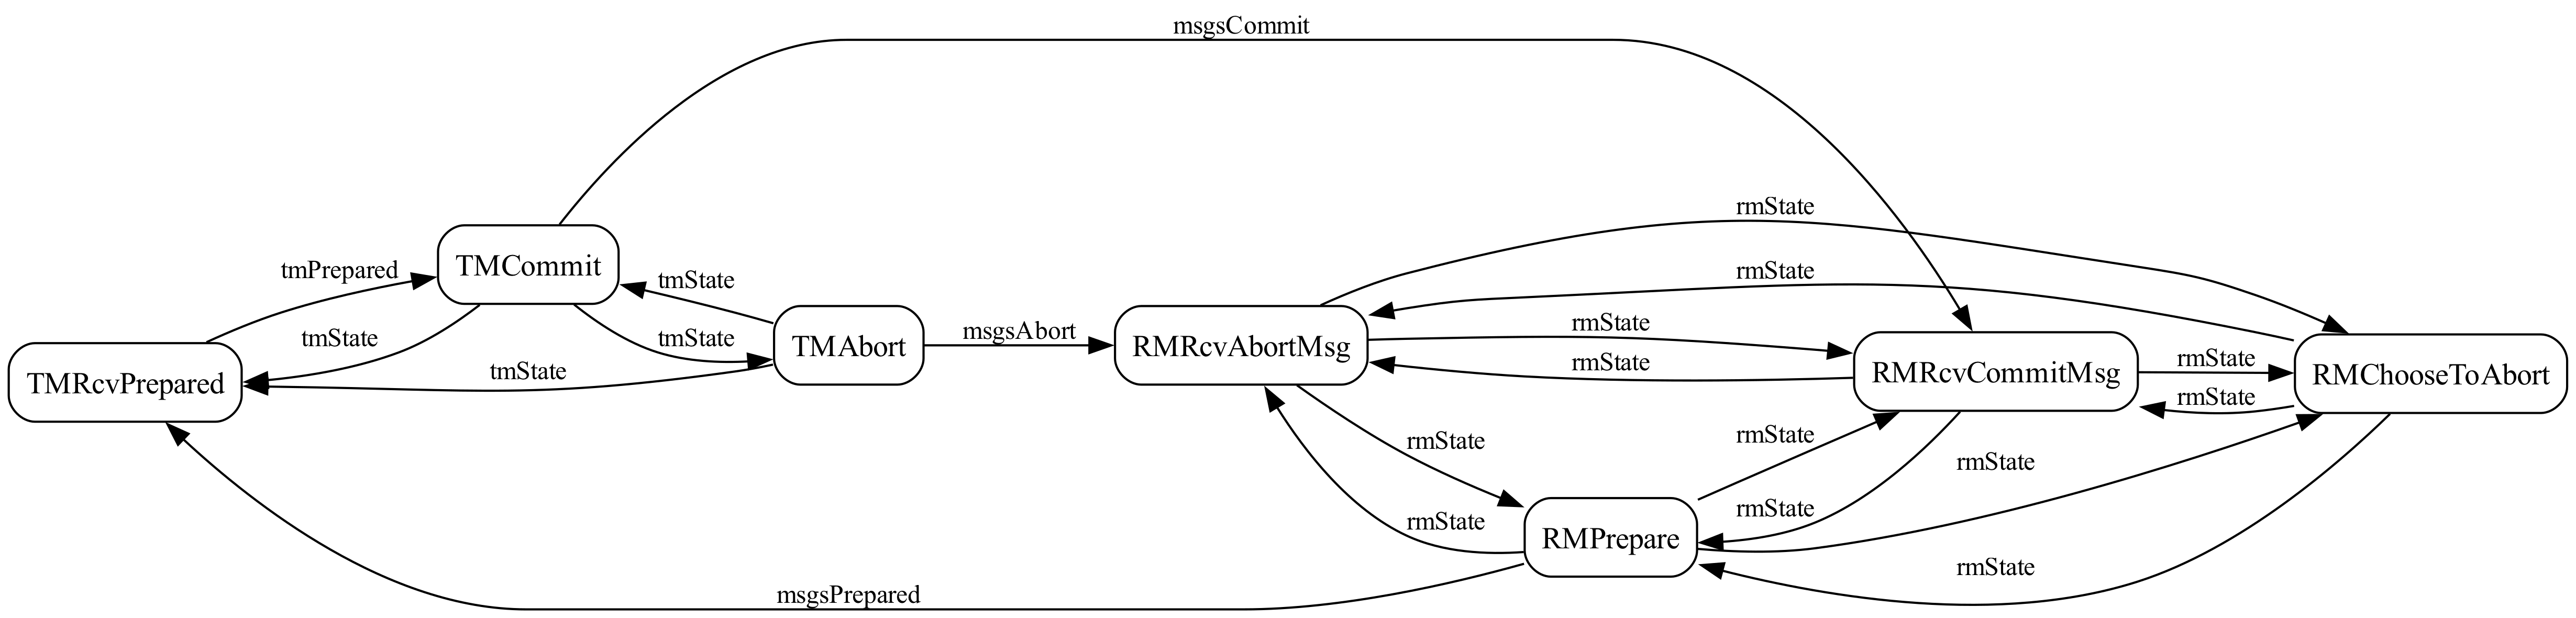 msgsCommit
rmState
TMCommit
tmPrepared
tmState
rmState
tmState
tmState
msgsAbort
rmState
TMAbort
RMRcvAbortMsg
rmState
rmState
TMRcvPrepared
tmState
RMRcvCommitMsg
rmState
RMChooseToAbort
rmState
rmState
rmState
rmState
rmState
rmState
RMPrepare
rmState
msgsPrepared